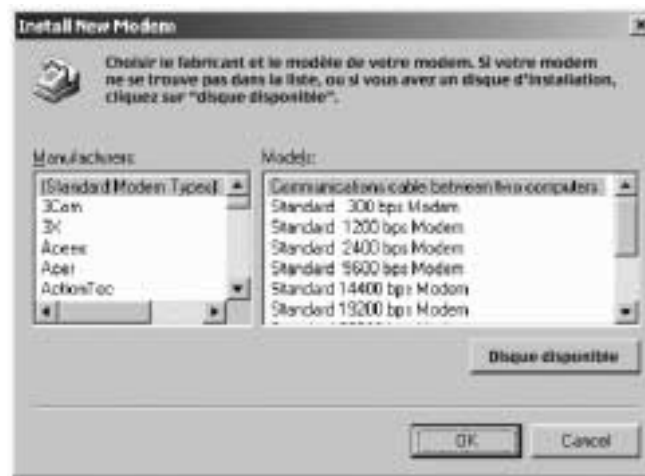 Install New Modem
Choisir le fabricant et le modèle de votre modem. Si votre modem
ne se trouve pas dans la liste, ou si vous avez un disque d'installation,
cliquez sur "disque disponible".
Manufacturers:
(Standard Modem Types)
3Com
3X
Aceex
Acer
ActionTec
Models:
Communications cable between two computers
Standard 300 bps Modem
Standard 1200 bps Modem
Standard 2400 bps Modem
Standard 9600 bps Modem
Standard 14400 bps Modem
Standard 19200 bps Modem
Disque disponible
OK
Cancel